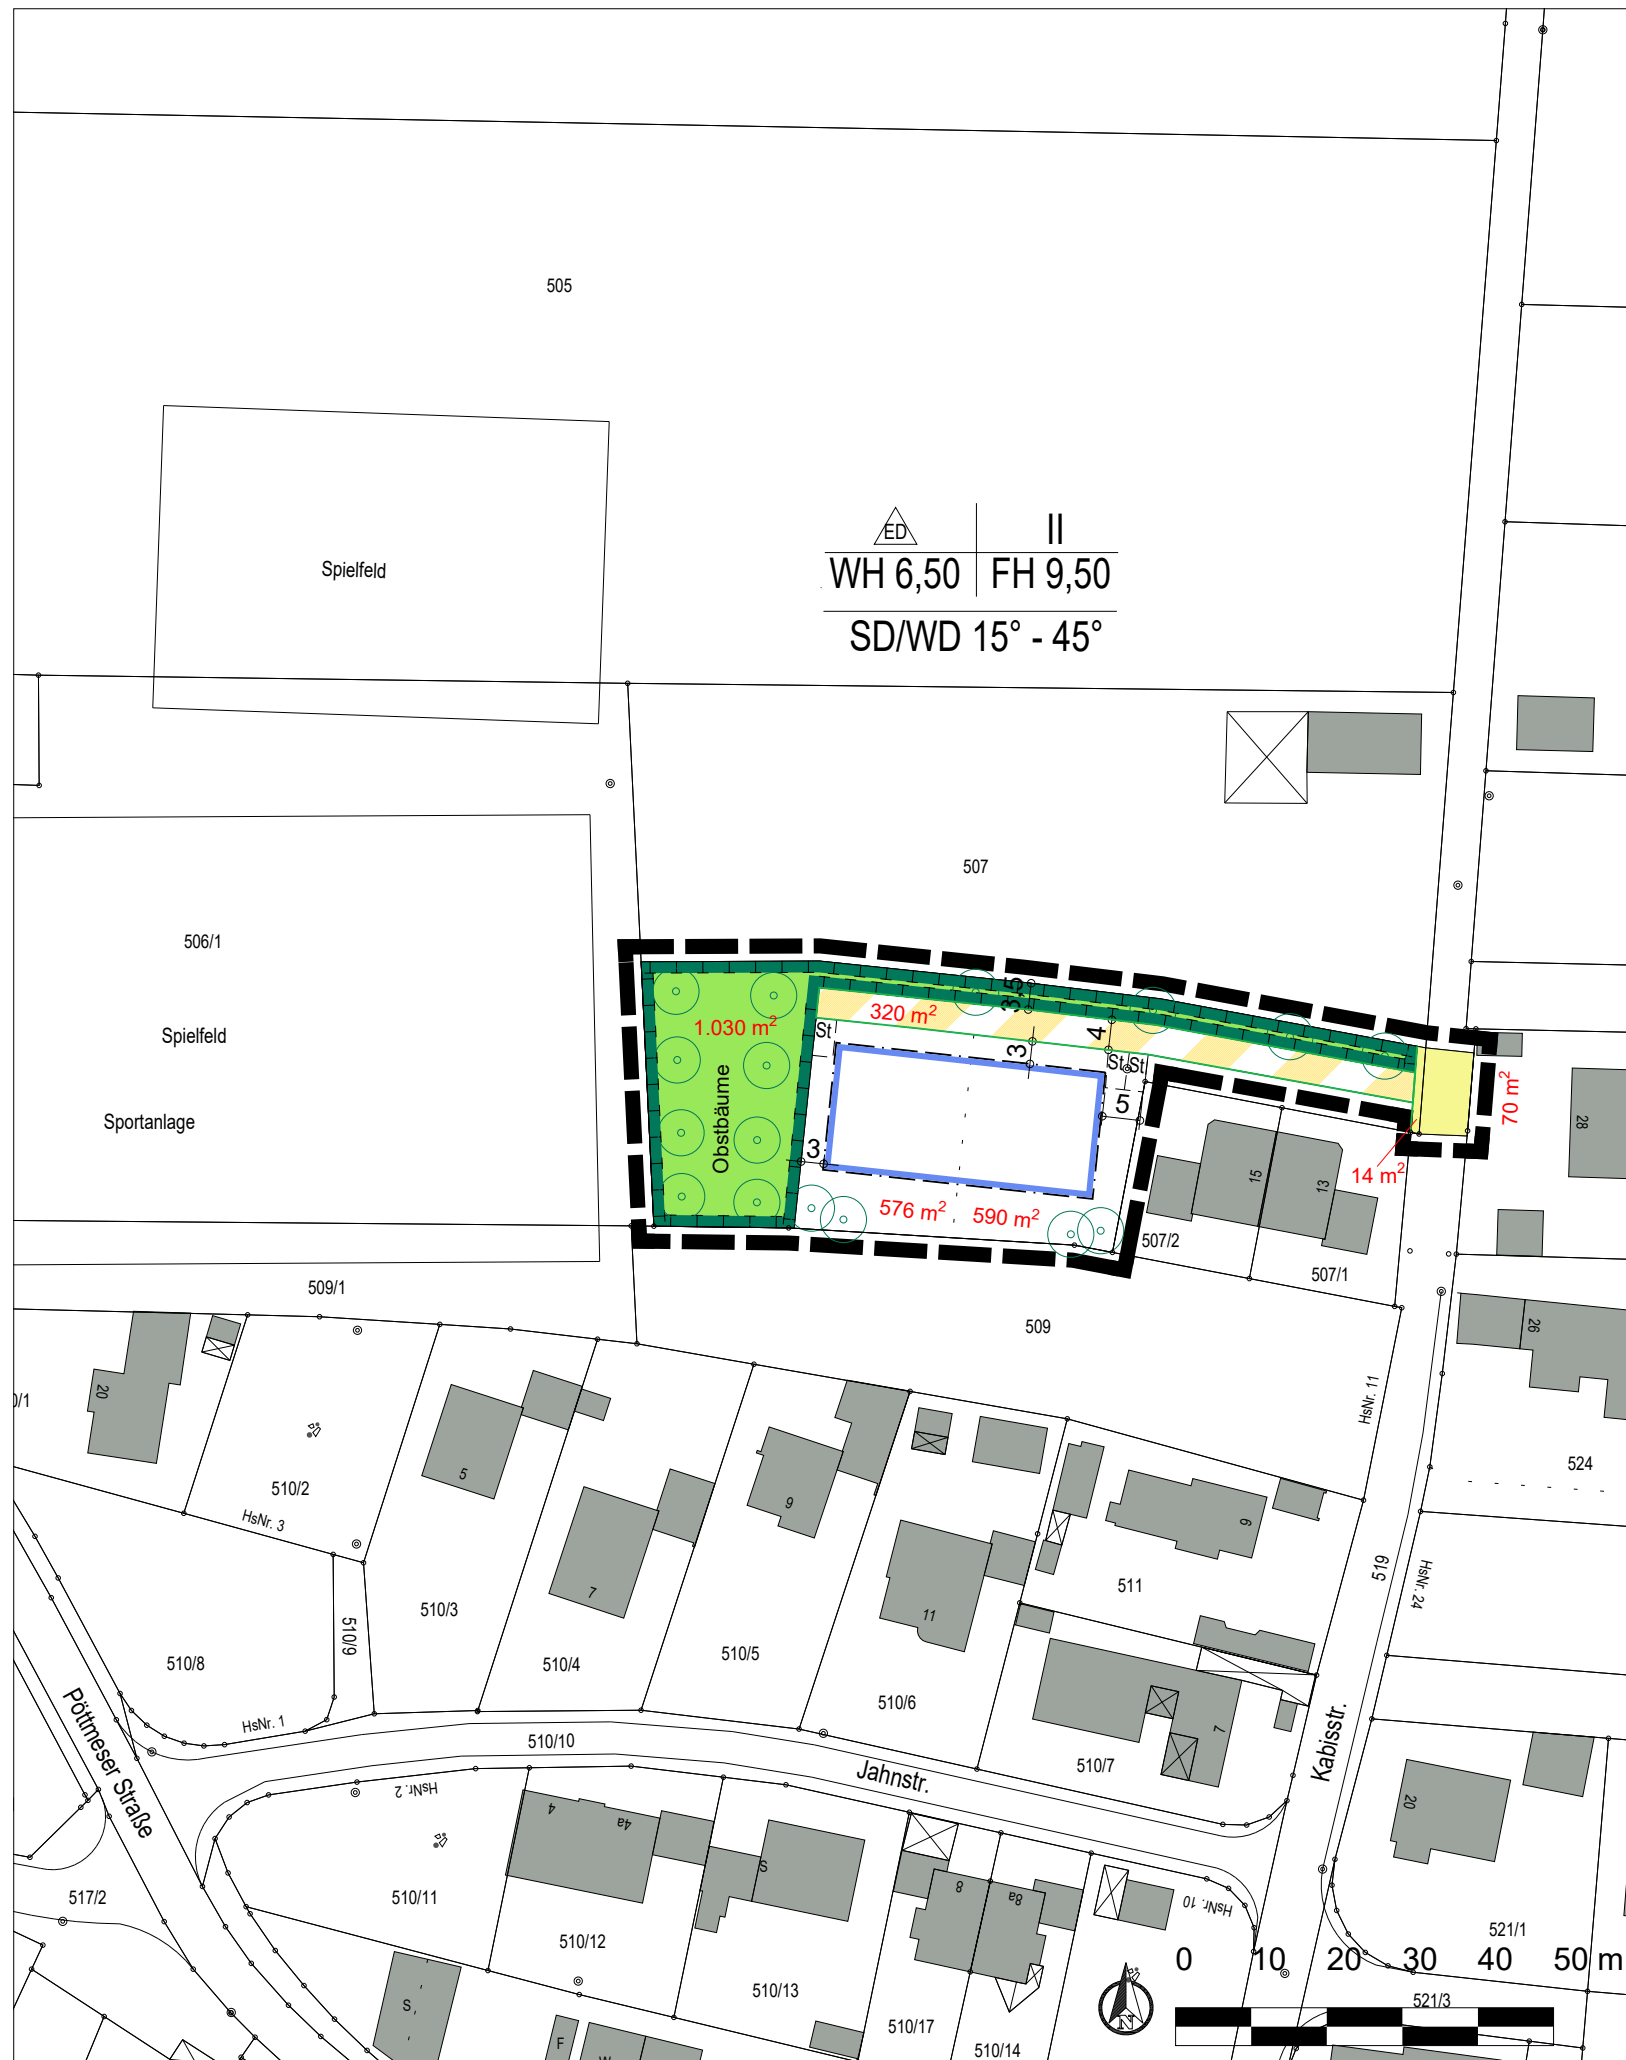 505
Spielfeld
ED II
WH 6,50 FH 9,50
SD/WD 15° - 45°
507
506/1
Spielfeld
Sportanlage
1.030 m²
Obstbäume
320 m²
3,5
4
3
St
St
St
5
3
576 m²
590 m²
70 m²
14 m²
15
13
28
507/2
507/1
509/1
509
HsNr. 11
26
524
20
510/2
HsNr. 3
5
7
9
11
6
511
519
HsNr. 24
510/3
510/9
510/8
510/4
510/5
510/6
510/7
7
HsNr. 1
510/10
Jahnstr.
Kabisstr.
Pöttmeser Straße
HsNr. 2
4
4a
S
8
8a
HsNr. 10
20
517/2
510/11
510/12
510/13
510/17
510/14
521/1
521/3
S
F
N
0 10 20 30 40 50 m